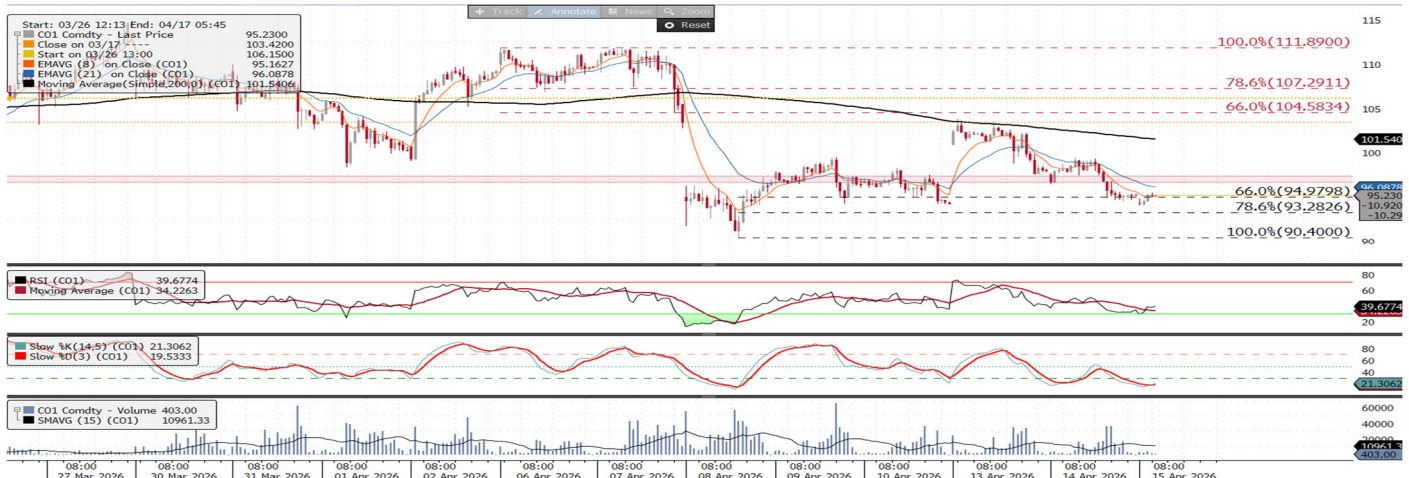 Track Annotate News Zoom
Reset
Start: 03/26 12:13 End: 04/17 05:45
CO1 Comdty - Last Price 95.2300
Close on 03/17 ---- 103.4200
Start on 03/26 13:00 106.1500
EMAVG (8) on Close (CO1) 95.1627
EMAVG (21) on Close (CO1) 96.0878
Moving Average(Simple,200,0) (CO1) 101.5406
100.0%(111.8900)
78.6%(107.2911)
66.0%(104.5834)
66.0%(94.9798)
78.6%(93.2826)
100.0%(90.4000)
115
110
105
101.540
100
96.0878
95.230
-10.920
-10.29
90
RSI (CO1) 39.6774
Moving Average (CO1) 34.2263
80
60
39.6774
20
Slow %K(14,5) (CO1) 21.3062
Slow %D(3) (CO1) 19.5333
80
60
40
21.3062
CO1 Comdty - Volume 403.00
SMAVG (15) (CO1) 10961.33
60000
40000
20000
10961.3
403.00
08:00 08:00 08:00 08:00 08:00 08:00 08:00 08:00 08:00 08:00 08:00 08:00 08:00
27 Mar 2026 30 Mar 2026 31 Mar 2026 01 Apr 2026 02 Apr 2026 06 Apr 2026 07 Apr 2026 08 Apr 2026 09 Apr 2026 10 Apr 2026 13 Apr 2026 14 Apr 2026 15 Apr 2026